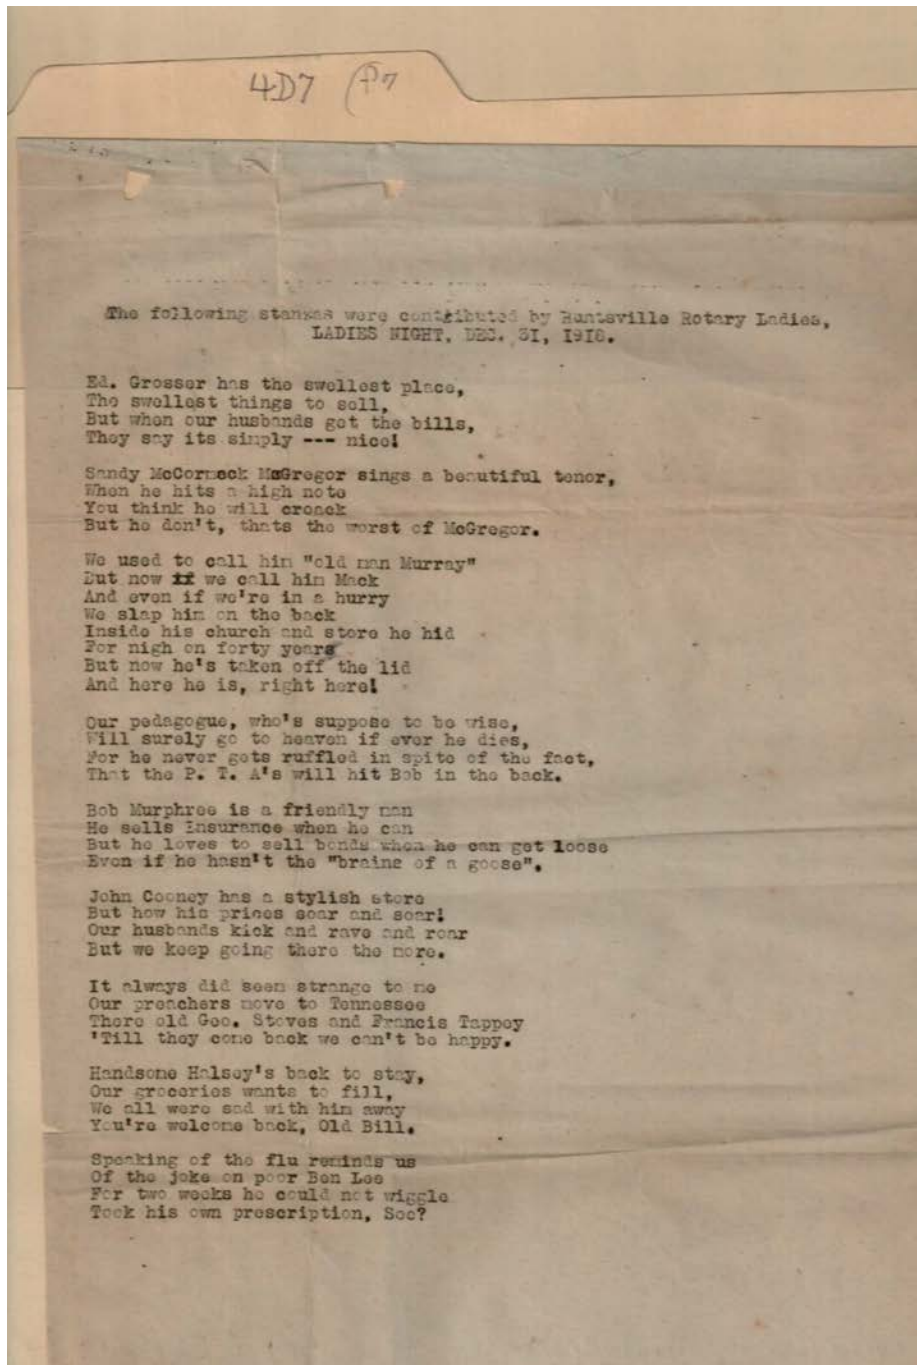 4D7 (P7
The following stanzas were contributed by Huntsville Rotary Ladies,
LADIES NIGHT, DEC. 31, 1918.
Ed. Grosser has the swellest place,
The swellest things to sell,
But when our husbands get the bills,
They say its simply --- nice!
Sandy McCormack McGregor sings a beautiful tenor,
When he hits a high note
You think he will croack
But he don't, thats the worst of McGregor.
We used to call him "old man Murray"
But now we call him Mack
And even if we're in a hurry
We slap him on the back
Inside his church and store he hid
For nigh on forty years
But now he's taken off the lid
And here he is, right here!
Our pedagogue, who's suppose to be wise,
Will surely go to heaven if ever he dies,
For he never gets ruffled in spite of the fact,
That the P. T. A's will hit Bob in the back.
Bob Murphree is a friendly man
He sells Insurance when he can
But he loves to sell bonds when he can get loose
Even if he hasn't the "brains of a goose".
John Cooney has a stylish store
But how his prices soar and soar!
Our husbands kick and rave and roar
But we keep going there the more.
It always did seem strange to me
Our preachers move to Tennessee
There old Geo. Stoves and Francis Tappey
'Till they come back we can't be happy.
Handsome Halsey's back to stay,
Our groceries wants to fill,
We all were sad with him away
You're welcome back, Old Bill.
Speaking of the flu reminds us
Of the joke on poor Ben Lee
For two weeks he could not wiggle
Took his own prescription, See?